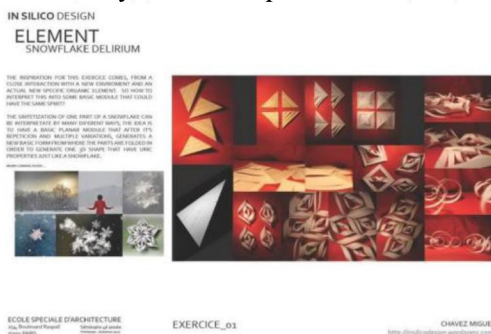 IN SILICO DESIGN
ELEMENT
SNOWFLAKE DELIRIUM
THE INSPIRATION FOR THIS EXERCICE COMES, FROM A
CLOSE INTERACTION WITH A NEW ENVIROMENT AND AN
ACTUAL NEW SPECIFIC ORGANIC ELEMENT. SO HOW TO
INTERPRET THIS INTO SOME BASIC MODULE THAT COULD
HAVE THE SAME SPIRIT?
THE SINTETIZATION OF ONE PART OF A SNOWFLAKE CAN
BE INTERPRETATE BY MANY DIFERENT WAYS, THE IDEA IS
TO HAVE A BASIC PLANAR MODULE THAT AFTER IT'S
REPETICION AND MULTIPLE VARIATIONS, GENERATES A
NEW BASIC FORM FROM WHERE THE PARTS ARE FOLDED IN
ORDER TO GENERATE ONE 3D SHAPE THAT HAVE UNIC
PROPERTIES JUST LIKE A SNOWFLAKE.
ECOLE SPECIALE D'ARCHITECTURE
254, Boulevard Raspail
EXERCICE_01
CHAVEZ MIGUE